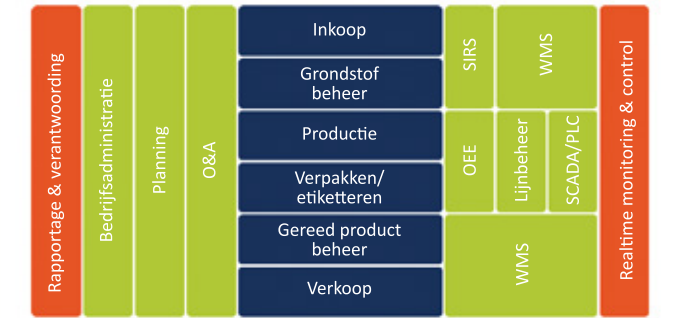 Rapportage & verantwoording
Bedrijfsadministratie
Planning
O&A
Inkoop
Grondstof
beheer
Productie
Verpakken/
etiketteren
Gereed product
beheer
Verkoop
SIRS
WMS
OEE
Lijnbeheer
SCADA/PLC
WMS
Realtime monitoring & control